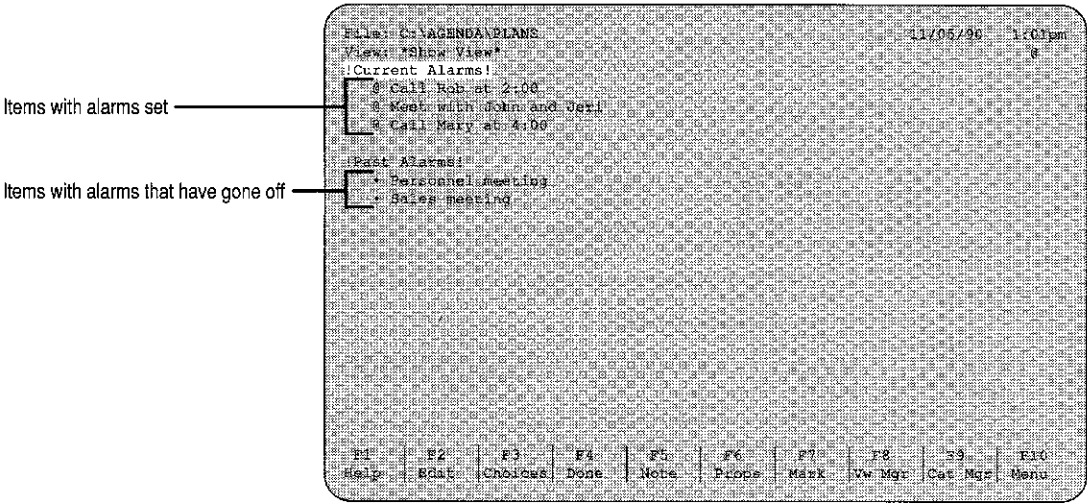 File: C:\AGENDA\PLANS 11/05/90 1:01pm
View: *Show View* @
!Current Alarms!
@ Call Rob at 2:00
@ Meet with John and Jeri
@ Call Mary at 4:00
Items with alarms set
!Past Alarms!
• Personnel meeting
• Sales meeting
Items with alarms that have gone off
F1 F2 F3 F4 F5 F6 F7 F8 F9 F10
Help Edit Choices Done Note Props Mark Vw Mgr Cat Mgr Menu